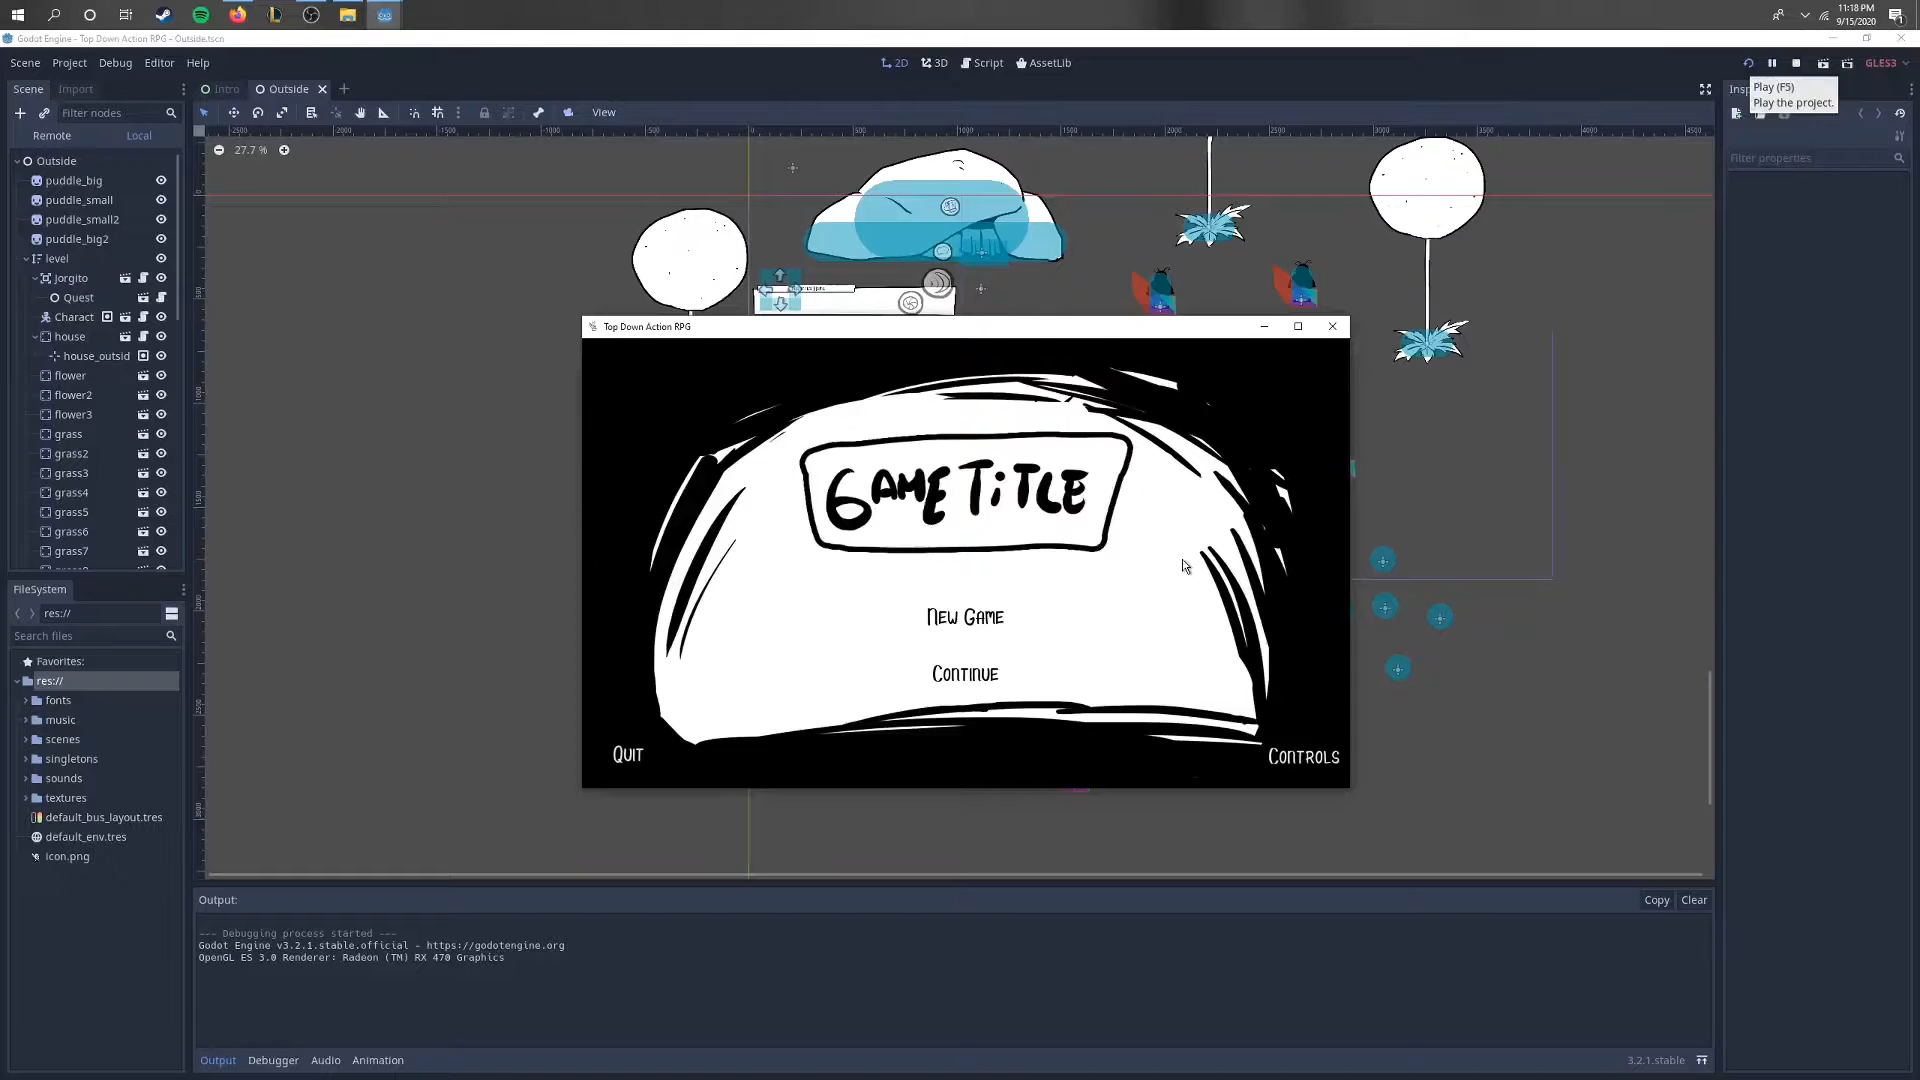 11:18 PM
9/15/2020
Godot Engine - Top Down Action RPG - Outside.tscn
Scene Project Debug Editor Help
2D 3D Script AssetLib
GLES3
Scene Import
Intro Outside
Play (F5)
Play the project.
Filter nodes
View
Remote Local
27.7 %
Filter properties
Outside
puddle_big
puddle_small
puddle_small2
puddle_big2
level
Jorgito
Quest
Charact
house
house_outsid
flower
flower2
flower3
grass
grass2
grass3
grass4
grass5
grass6
grass7
Top Down Action RPG
GAME TiTLE
New Game
Continue
Quit
Controls
FileSystem
res://
Search files
Favorites:
res://
fonts
music
scenes
singletons
sounds
textures
default_bus_layout.tres
default_env.tres
icon.png
Output:
Copy Clear
--- Debugging process started ---
Godot Engine v3.2.1.stable.official - https://godotengine.org
OpenGL ES 3.0 Renderer: Radeon (TM) RX 470 Graphics
Output Debugger Audio Animation
3.2.1.stable